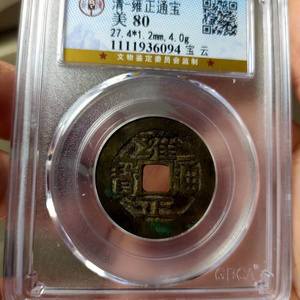 清-雍正通宝
美 80
27.4*1.2mm, 4.0g
1111936094 宝云
★★★ 文物鉴定委员会监制 ★★★
雍正通寶
GBCA